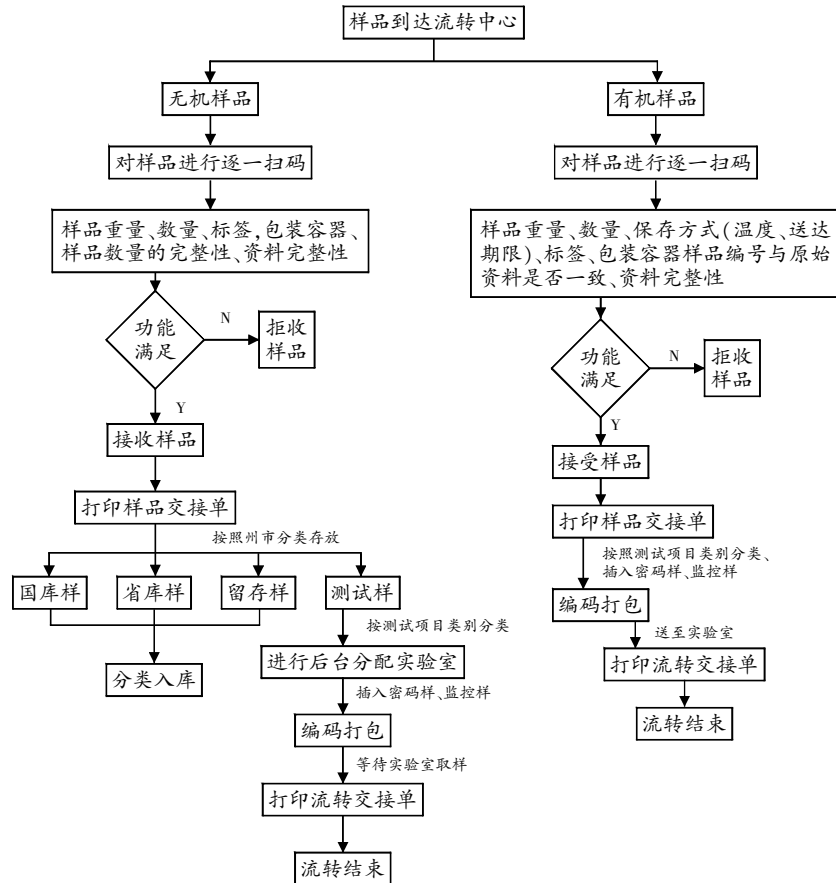 样品到达流转中心
无机样品
对样品进行逐一扫码
样品重量、数量、标签,包装容器、
样品数量的完整性、资料完整性
功能
满足
N
拒收
样品
Y
接收样品
打印样品交接单
按照州市分类存放
国库样
省库样
留存样
测试样
分类入库
按测试项目类别分类
进行后台分配实验室
插入密码样、监控样
编码打包
等待实验室取样
打印流转交接单
流转结束
有机样品
对样品进行逐一扫码
样品重量、数量、保存方式(温度、送达
期限)、标签、包装容器样品编号与原始
资料是否一致、资料完整性
功能
满足
N
拒收
样品
Y
接受样品
打印样品交接单
按照测试项目类别分类、
插入密码样、监控样
编码打包
送至实验室
打印流转交接单
流转结束